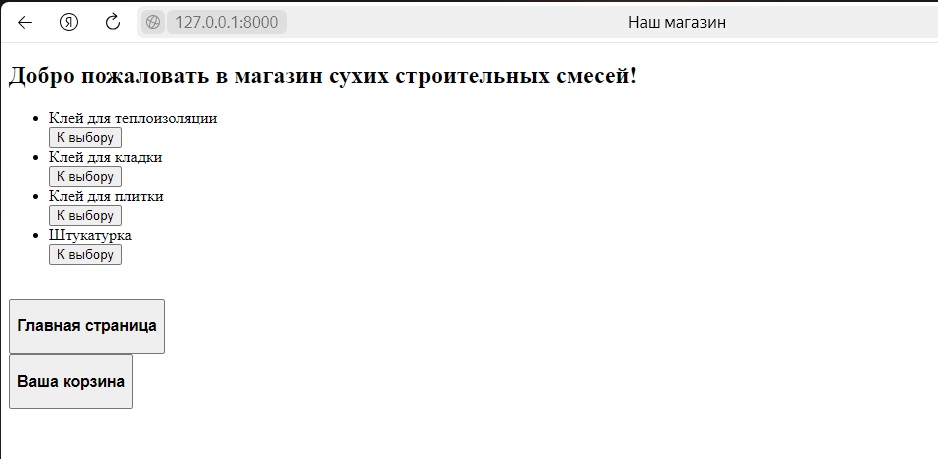 127.0.0.1:8000 Наш магазин
Добро пожаловать в магазин сухих строительных смесей!
Клей для теплоизоляции
К выбору
Клей для кладки
К выбору
Клей для плитки
К выбору
Штукатурка
К выбору
Главная страница
Ваша корзина